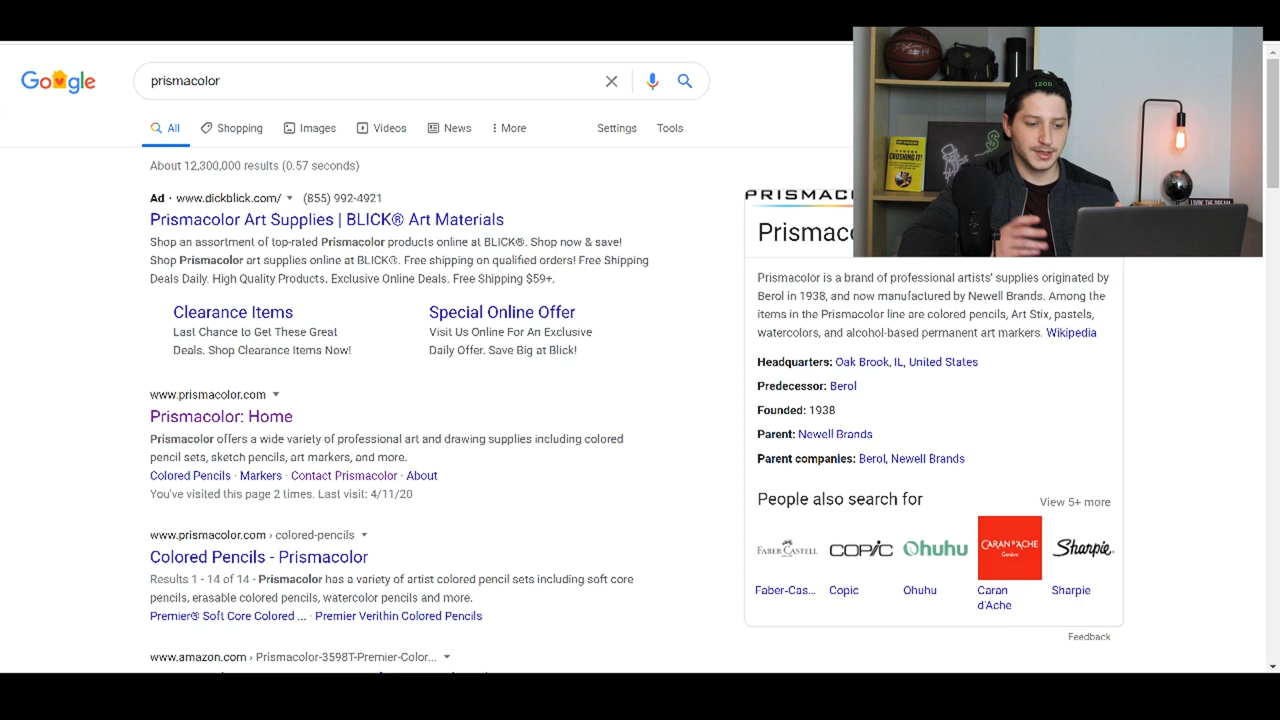 Google
prismacolor
All Shopping Images Videos News More Settings Tools
About 12,300,000 results (0.57 seconds)
Ad · www.dickblick.com/ (855) 992-4921
Prismacolor Art Supplies | BLICK® Art Materials
Shop an assortment of top-rated Prismacolor products online at BLICK®. Shop now & save!
Shop Prismacolor art supplies online at BLICK®. Free shipping on qualified orders! Free Shipping
Deals Daily. High Quality Products. Exclusive Online Deals. Free Shipping $59+.
Clearance Items
Last Chance to Get These Great
Deals. Shop Clearance Items Now!
Special Online Offer
Visit Us Online For An Exclusive
Daily Offer. Save Big at Blick!
www.prismacolor.com
Prismacolor: Home
Prismacolor offers a wide variety of professional art and drawing supplies including colored
pencil sets, sketch pencils, art markers, and more.
Colored Pencils · Markers · Contact Prismacolor · About
You've visited this page 2 times. Last visit: 4/11/20
www.prismacolor.com › colored-pencils
Colored Pencils - Prismacolor
Results 1 - 14 of 14 - Prismacolor has a variety of artist colored pencil sets including soft core
pencils, erasable colored pencils, watercolor pencils and more.
Premier® Soft Core Colored ... · Premier Verithin Colored Pencils
www.amazon.com › Prismacolor-3598T-Premier-Color...
IZOD
CRUSHING IT!
LIVIN' THE DREAM
PRISMAC
Prismac
Prismacolor is a brand of professional artists' supplies originated by
Berol in 1938, and now manufactured by Newell Brands. Among the
items in the Prismacolor line are colored pencils, Art Stix, pastels,
watercolors, and alcohol-based permanent art markers. Wikipedia
Headquarters: Oak Brook, IL, United States
Predecessor: Berol
Founded: 1938
Parent: Newell Brands
Parent companies: Berol, Newell Brands
People also search for
View 5+ more
FABER-CASTELL COPIC Ohuhu CARAN D'ACHE Genève Sharpie
Faber-Cas... Copic Ohuhu Caran d'Ache Sharpie
Feedback